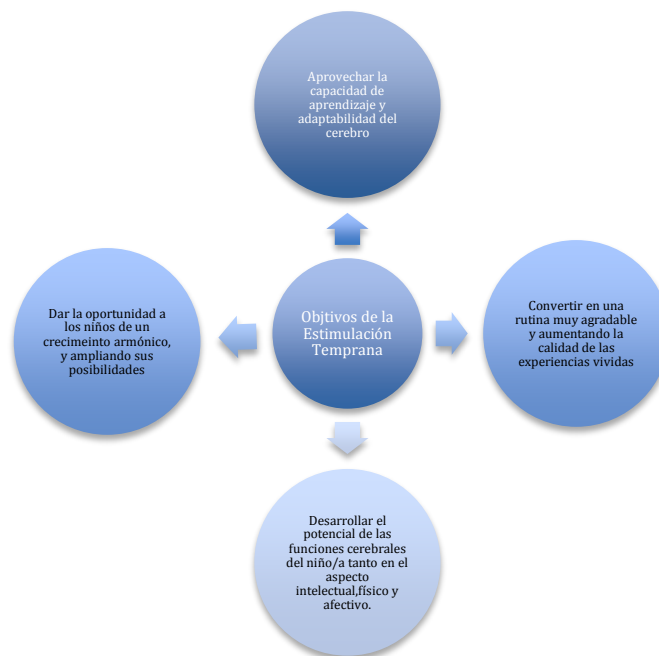 Aprovechar la
capacidad de
aprendizaje y
adaptabilidad del
cerebro
Dar la oportunidad a
los niños de un
crecimeinto armónico,
y ampliando sus
posibilidades
Objtivos de la
Estimulación
Temprana
Convertir en una
rutina muy agradable
y aumentando la
calidad de las
experiencias vividas
Desarrollar el
potencial de las
funciones cerebrales
del niño/a tanto en el
aspecto
intelectual,físico y
afectivo.